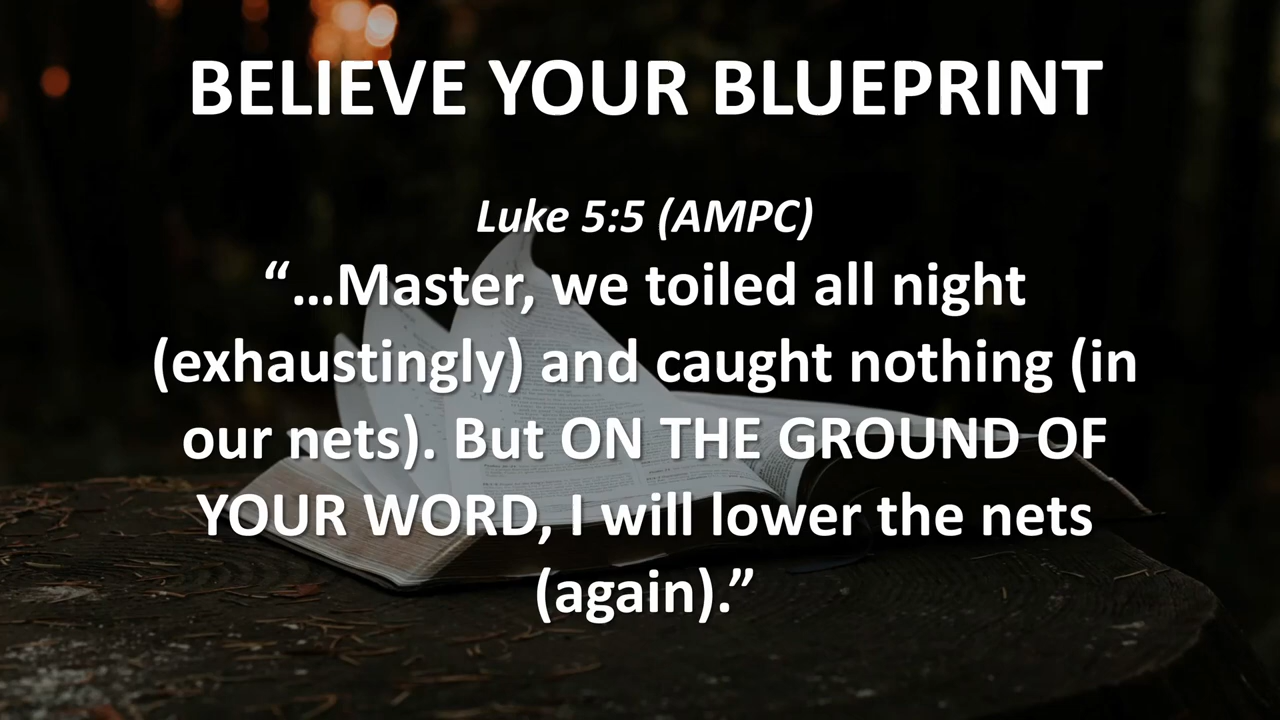 BELIEVE YOUR BLUEPRINT
Luke 5:5 (AMPC)
“...Master, we toiled all night
(exhaustingly) and caught nothing (in
our nets). But ON THE GROUND OF
YOUR WORD, I will lower the nets
(again).”